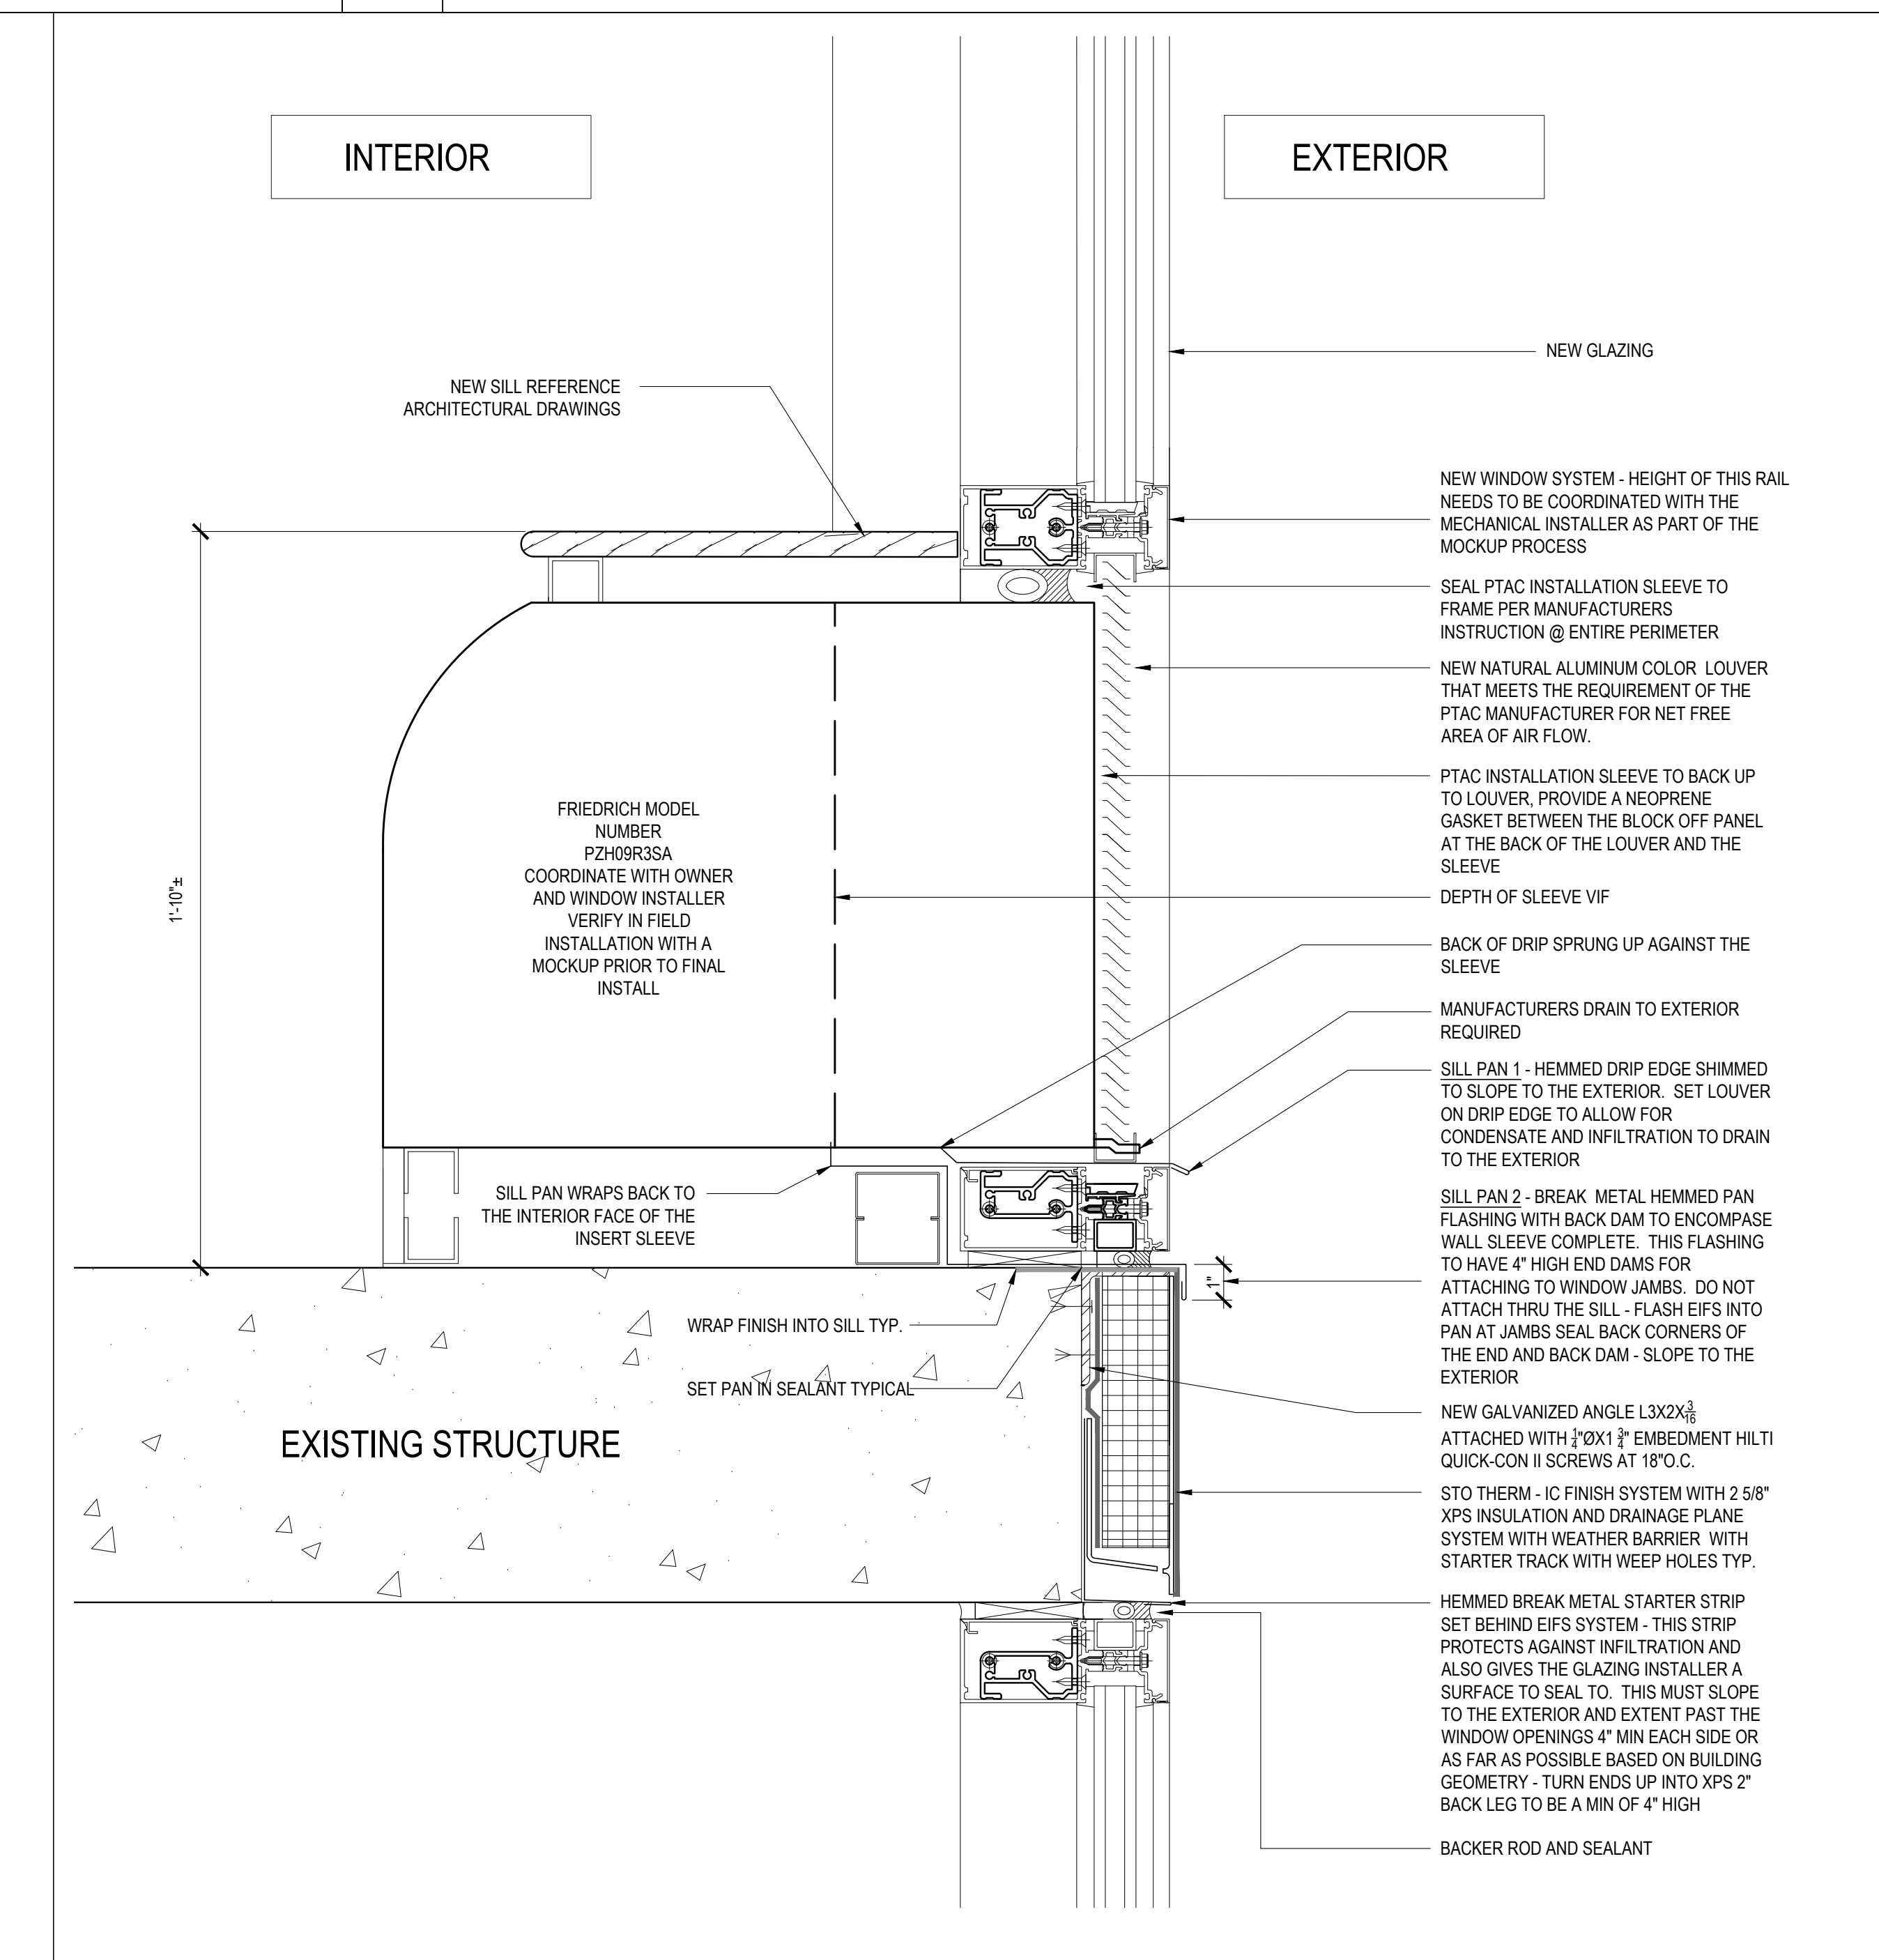 INTERIOR
EXTERIOR
NEW GLAZING
NEW SILL REFERENCE
ARCHITECTURAL DRAWINGS
NEW WINDOW SYSTEM - HEIGHT OF THIS RAIL
NEEDS TO BE COORDINATED WITH THE
MECHANICAL INSTALLER AS PART OF THE
MOCKUP PROCESS
SEAL PTAC INSTALLATION SLEEVE TO
FRAME PER MANUFACTURERS
INSTRUCTION @ ENTIRE PERIMETER
NEW NATURAL ALUMINUM COLOR LOUVER
THAT MEETS THE REQUIREMENT OF THE
PTAC MANUFACTURER FOR NET FREE
AREA OF AIR FLOW.
PTAC INSTALLATION SLEEVE TO BACK UP
TO LOUVER, PROVIDE A NEOPRENE
GASKET BETWEEN THE BLOCK OFF PANEL
AT THE BACK OF THE LOUVER AND THE
SLEEVE
FRIEDRICH MODEL
NUMBER
PZH09R3SA
COORDINATE WITH OWNER
AND WINDOW INSTALLER
VERIFY IN FIELD
INSTALLATION WITH A
MOCKUP PRIOR TO FINAL
INSTALL
1'-10"±
DEPTH OF SLEEVE VIF
BACK OF DRIP SPRUNG UP AGAINST THE
SLEEVE
MANUFACTURERS DRAIN TO EXTERIOR
REQUIRED
SILL PAN 1 - HEMMED DRIP EDGE SHIMMED
TO SLOPE TO THE EXTERIOR. SET LOUVER
ON DRIP EDGE TO ALLOW FOR
CONDENSATE AND INFILTRATION TO DRAIN
TO THE EXTERIOR
SILL PAN WRAPS BACK TO
THE INTERIOR FACE OF THE
INSERT SLEEVE
SILL PAN 2 - BREAK METAL HEMMED PAN
FLASHING WITH BACK DAM TO ENCOMPASE
WALL SLEEVE COMPLETE. THIS FLASHING
TO HAVE 4" HIGH END DAMS FOR
ATTACHING TO WINDOW JAMBS. DO NOT
ATTACH THRU THE SILL - FLASH EIFS INTO
PAN AT JAMBS SEAL BACK CORNERS OF
THE END AND BACK DAM - SLOPE TO THE
EXTERIOR
1"
WRAP FINISH INTO SILL TYP.
SET PAN IN SEALANT TYPICAL
EXISTING STRUCTURE
NEW GALVANIZED ANGLE L3X2X3/16
ATTACHED WITH 1/4"ØX1 3/4" EMBEDMENT HILTI
QUICK-CON II SCREWS AT 18"O.C.
STO THERM - IC FINISH SYSTEM WITH 2 5/8"
XPS INSULATION AND DRAINAGE PLANE
SYSTEM WITH WEATHER BARRIER WITH
STARTER TRACK WITH WEEP HOLES TYP.
HEMMED BREAK METAL STARTER STRIP
SET BEHIND EIFS SYSTEM - THIS STRIP
PROTECTS AGAINST INFILTRATION AND
ALSO GIVES THE GLAZING INSTALLER A
SURFACE TO SEAL TO. THIS MUST SLOPE
TO THE EXTERIOR AND EXTENT PAST THE
WINDOW OPENINGS 4" MIN EACH SIDE OR
AS FAR AS POSSIBLE BASED ON BUILDING
GEOMETRY - TURN ENDS UP INTO XPS 2"
BACK LEG TO BE A MIN OF 4" HIGH
BACKER ROD AND SEALANT